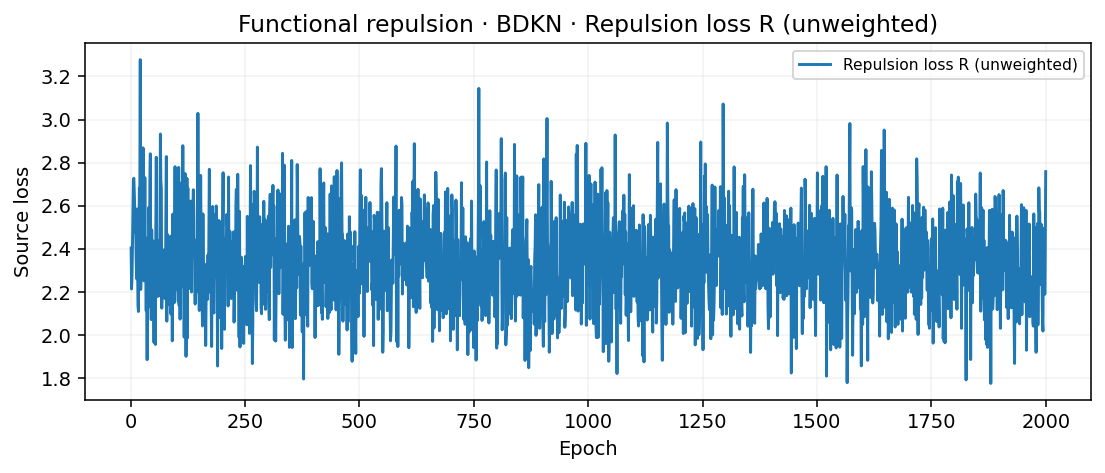 Functional repulsion · BDKN · Repulsion loss R (unweighted)
Repulsion loss R (unweighted)
Source loss
3.2
3.0
2.8
2.6
2.4
2.2
2.0
1.8
0 250 500 750 1000 1250 1500 1750 2000
Epoch